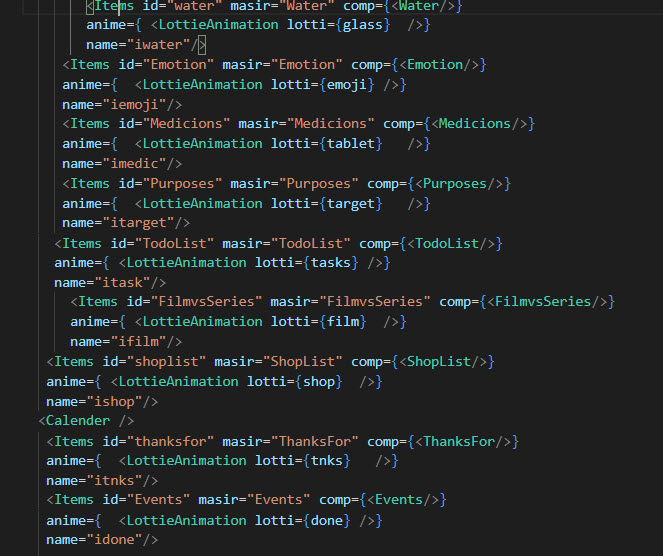 <Items id="water" masir="Water" comp={<Water/>}
anime={ <LottieAnimation lotti={glass}  />}
name="iwater"/>
<Items id="Emotion" masir="Emotion" comp={<Emotion/>}
anime={  <LottieAnimation lotti={emoji} />}
name="iemoji"/>
<Items id="Medicions" masir="Medicions" comp={<Medicions/>}
anime={  <LottieAnimation lotti={tablet}   />}
name="imedic"/>
<Items id="Purposes" masir="Purposes" comp={<Purposes/>}
anime={  <LottieAnimation lotti={target}   />}
name="itarget"/>
<Items id="TodoList" masir="TodoList" comp={<TodoList/>}
anime={ <LottieAnimation lotti={tasks} />}
name="itask"/>
<Items id="FilmvsSeries" masir="FilmvsSeries" comp={<FilmvsSeries/>}
anime={ <LottieAnimation lotti={film}  />}
name="ifilm"/>
<Items id="shoplist" masir="ShopList" comp={<ShopList/>}
anime={ <LottieAnimation lotti={shop}  />}
name="ishop"/>
<Calender />
<Items id="thanksfor" masir="ThanksFor" comp={<ThanksFor/>}
anime={  <LottieAnimation lotti={tnks}   />}
name="itnks"/>
<Items id="Events" masir="Events" comp={<Events/>}
anime={  <LottieAnimation lotti={done} />}
name="idone"/>